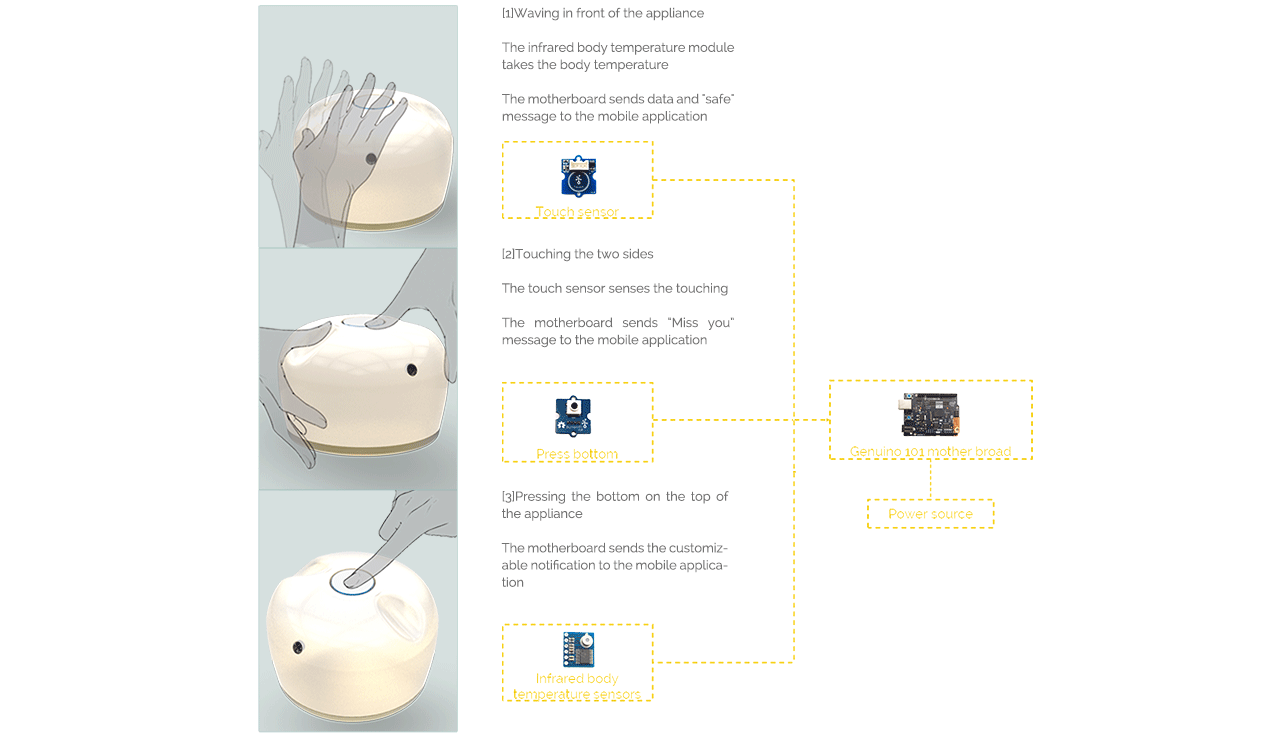 [1]Waving in front of the appliance
The infrared body temperature module
takes the body temperature
The motherboard sends data and "safe"
message to the mobile application
Touch sensor
[2]Touching the two sides
The touch sensor senses the touching
The motherboard sends "Miss you"
message to the mobile application
Press bottom
Genuino 101 mother broad
Power source
[3]Pressing the bottom on the top of
the appliance
The motherboard sends the customiz-
able notification to the mobile applica-
tion
Infrared body
temperature sensors